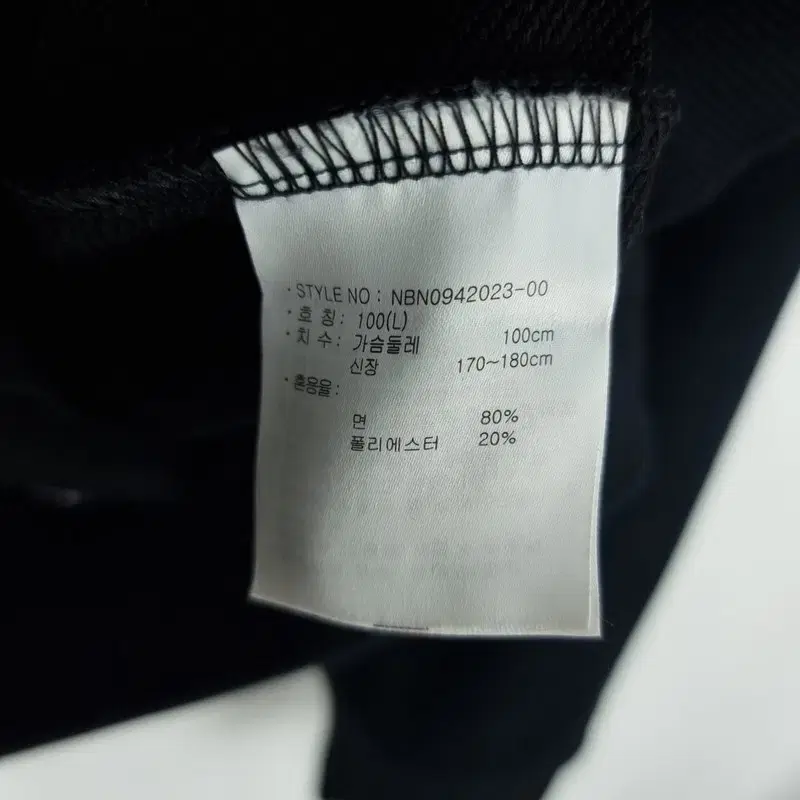 · STYLE NO : NBN0942023-00
· 호 칭 : 100(L)
· 치 수 : 가슴둘레 100cm
신장 170~180cm
· 혼용율 :
면 80%
폴리에스터 20%